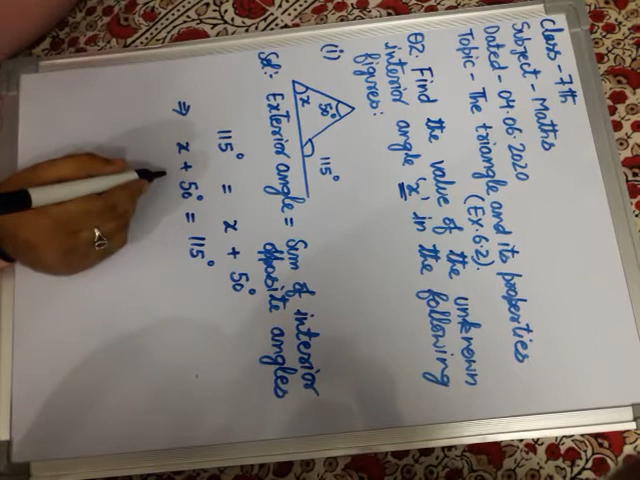 Class - 7th
Subject - Maths
Dated - 04.06.2020
Topic - The triangle and its properties
(Ex. 6.2).
Q2. Find the value of the unknown
interior angle 'x' in the following
figures:
(i)
50°
x
115°
Sol:- Exterior angle = Sum of interior
opposite angles
115° = x + 50°
⇒ x + 50° = 115°